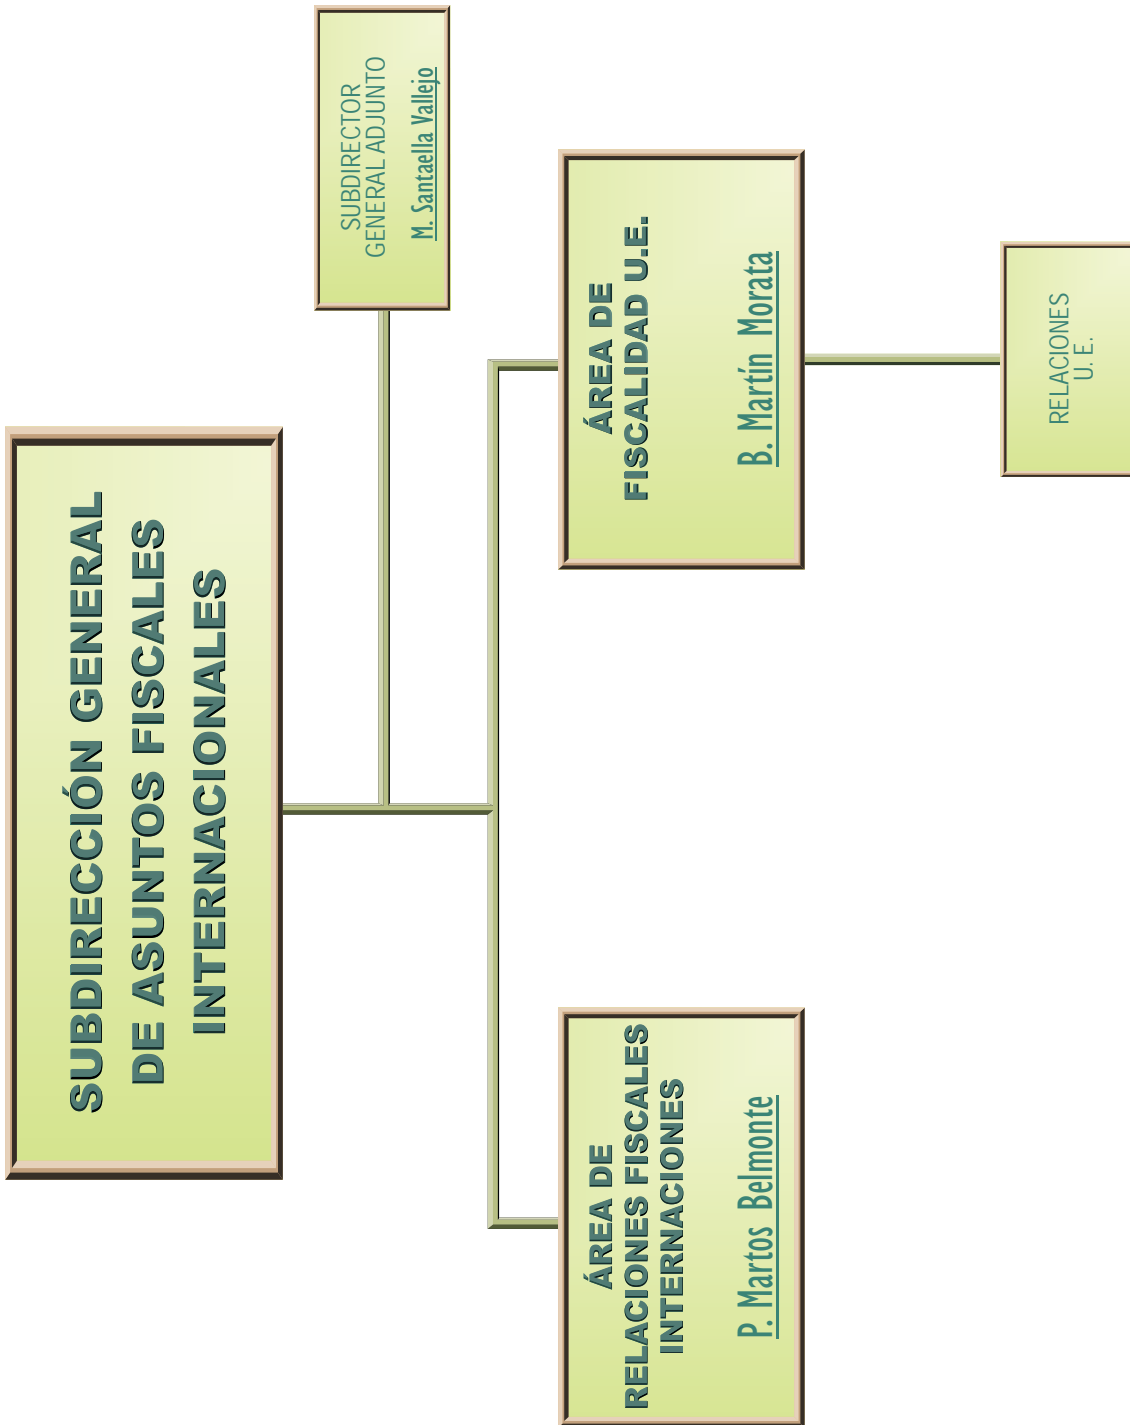 SUBDIRECCIÓN GENERAL
DE ASUNTOS FISCALES
INTERNACIONALES
SUBDIRECTOR
GENERAL ADJUNTO
M. Santaella Vallejo
ÁREA DE
RELACIONES FISCALES
INTERNACIONES
P. Martos Belmonte
ÁREA DE
FISCALIDAD U.E.
B. Martín Morata
RELACIONES
U. E.